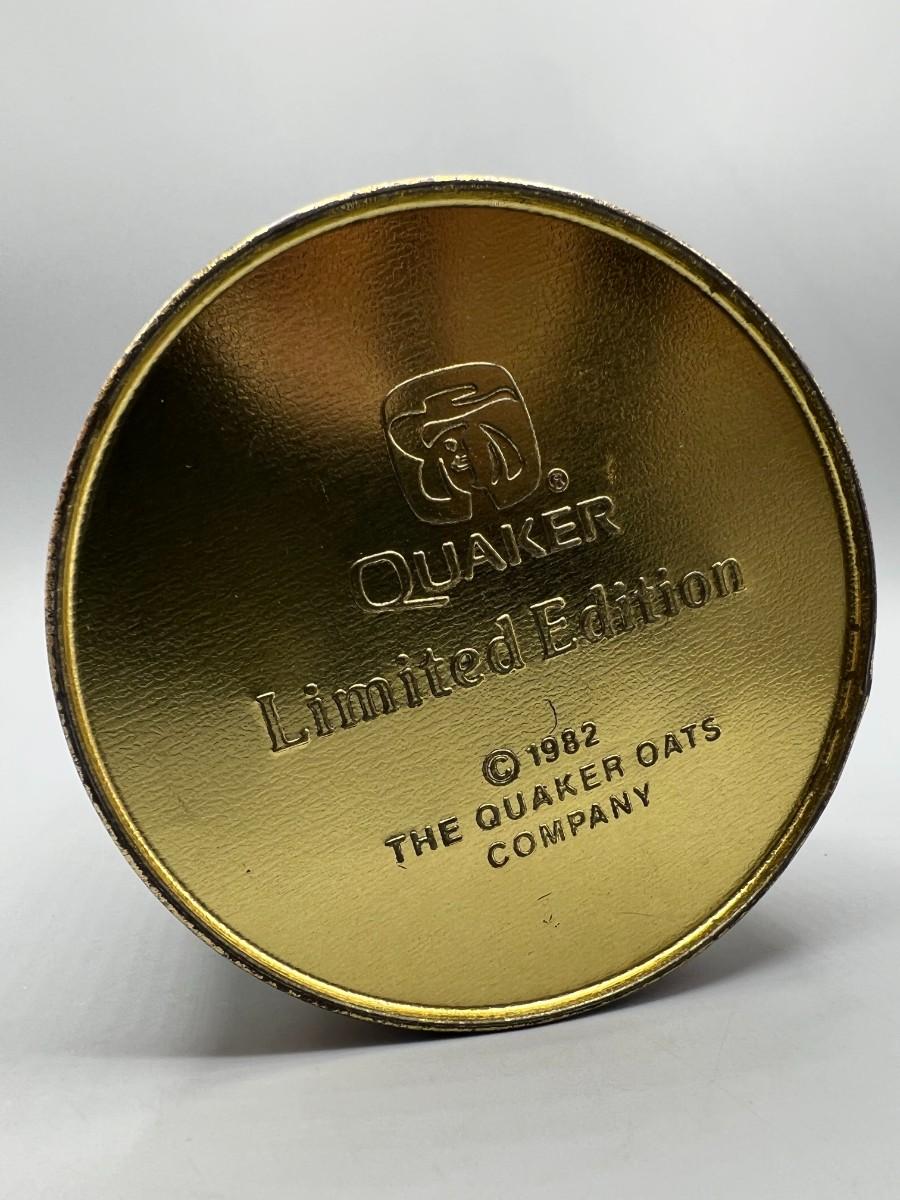 ®
QUAKER
Limited Edition
© 1982
THE QUAKER OATS
COMPANY